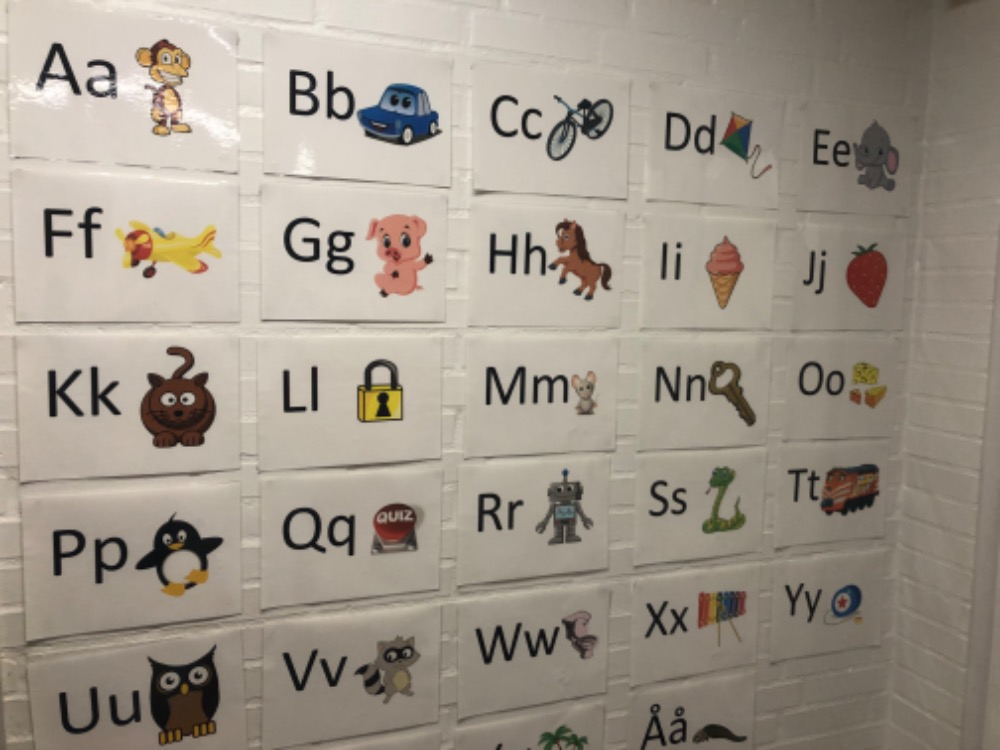 Aa
Bb
Cc
Dd
Ee
Ff
Gg
Hh
Ii
Jj
Kk
Ll
Mm
Nn
Oo
Pp
Qq
QUIZ
Rr
Ss
Tt
Uu
Vv
Ww
Xx
Yy
Åå